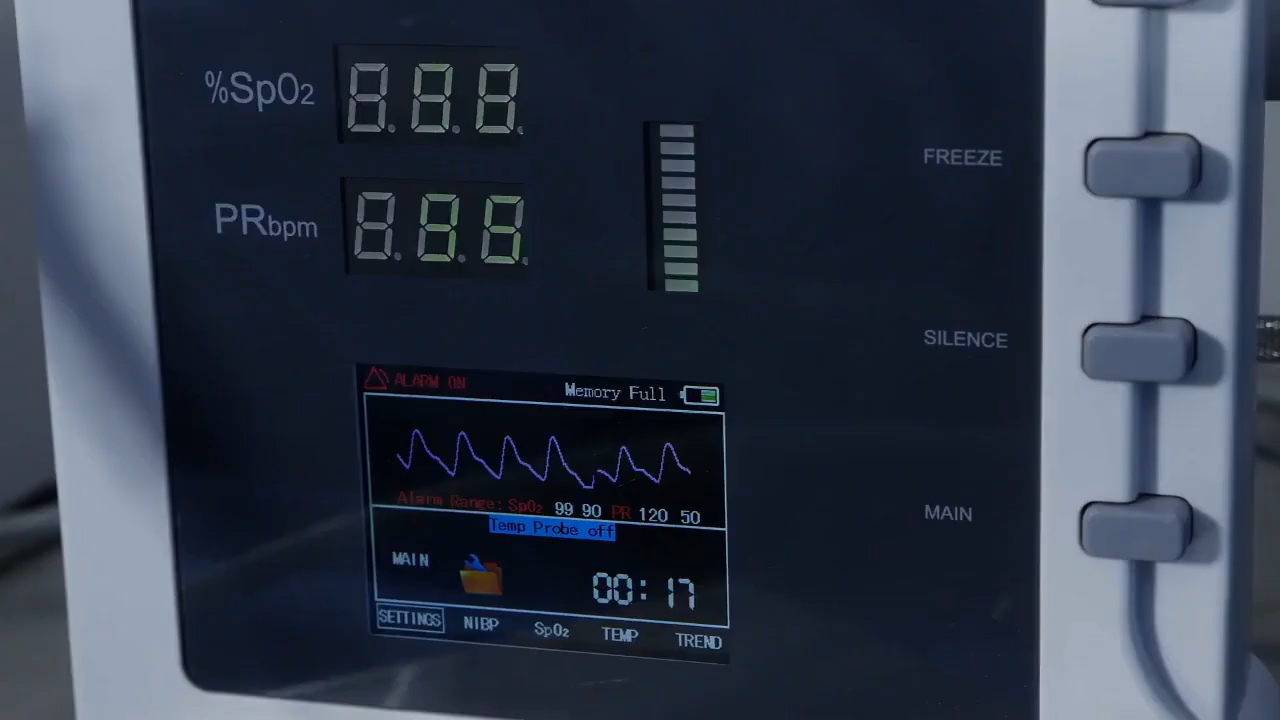 %SpO2
PRbpm
95
FREEZE
SILENCE
MAIN
ALARM ON
Memory Full
Alarm Range: SpO2 99 90 PR 120 50
Temp Probe off
MAIN
00:17
SETTINGS NIBP SpO2 TEMP TREND